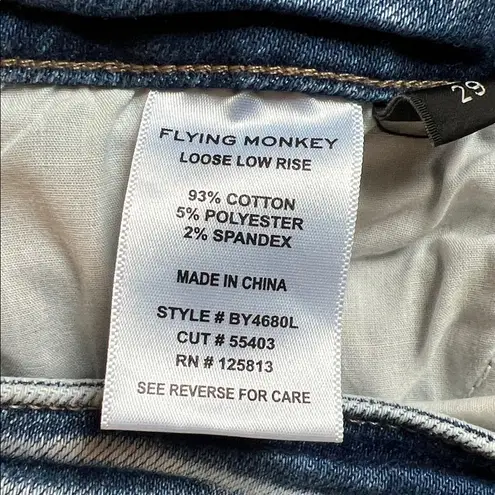 FLYING MONKEY
LOOSE LOW RISE
93% COTTON
5% POLYESTER
2% SPANDEX
MADE IN CHINA
STYLE # BY4680L
CUT # 55403
RN # 125813
SEE REVERSE FOR CARE
29